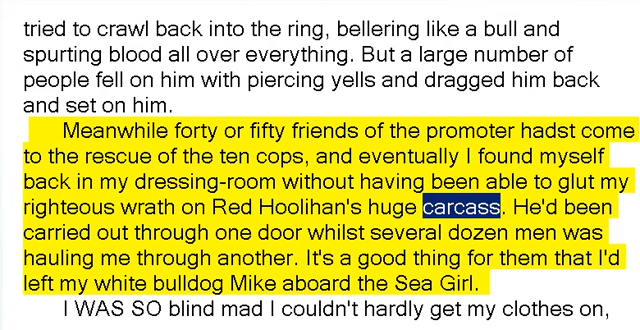 tried to crawl back into the ring, bellering like a bull and
spurting blood all over everything. But a large number of
people fell on him with piercing yells and dragged him back
and set on him.
Meanwhile forty or fifty friends of the promoter hadst come
to the rescue of the ten cops, and eventually I found myself
back in my dressing-room without having been able to glut my
righteous wrath on Red Hoolihan's huge carcass. He'd been
carried out through one door whilst several dozen men was
hauling me through another. It's a good thing for them that I'd
left my white bulldog Mike aboard the Sea Girl.
I WAS SO blind mad I couldn't hardly get my clothes on,